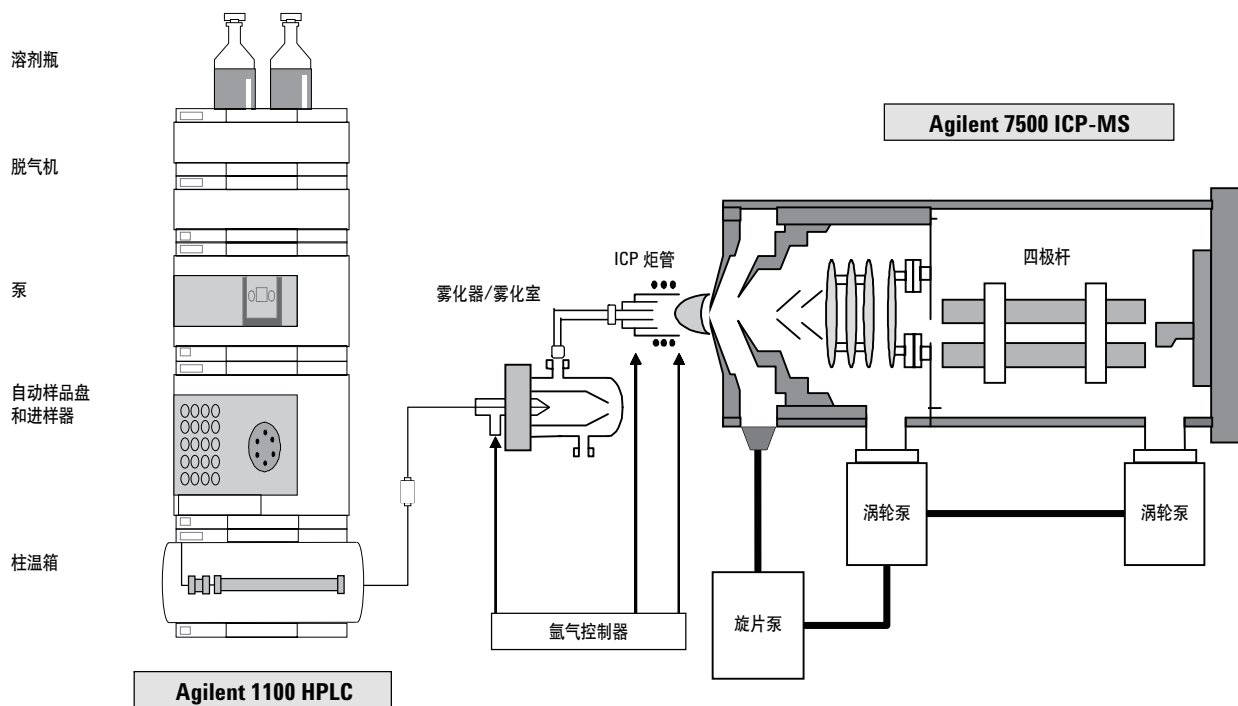 溶剂瓶
脱气机
泵
自动样品盘
和进样器
柱温箱
Agilent 1100 HPLC
雾化器/雾化室
ICP 炬管
氩气控制器
Agilent 7500 ICP-MS
四极杆
涡轮泵
涡轮泵
旋片泵